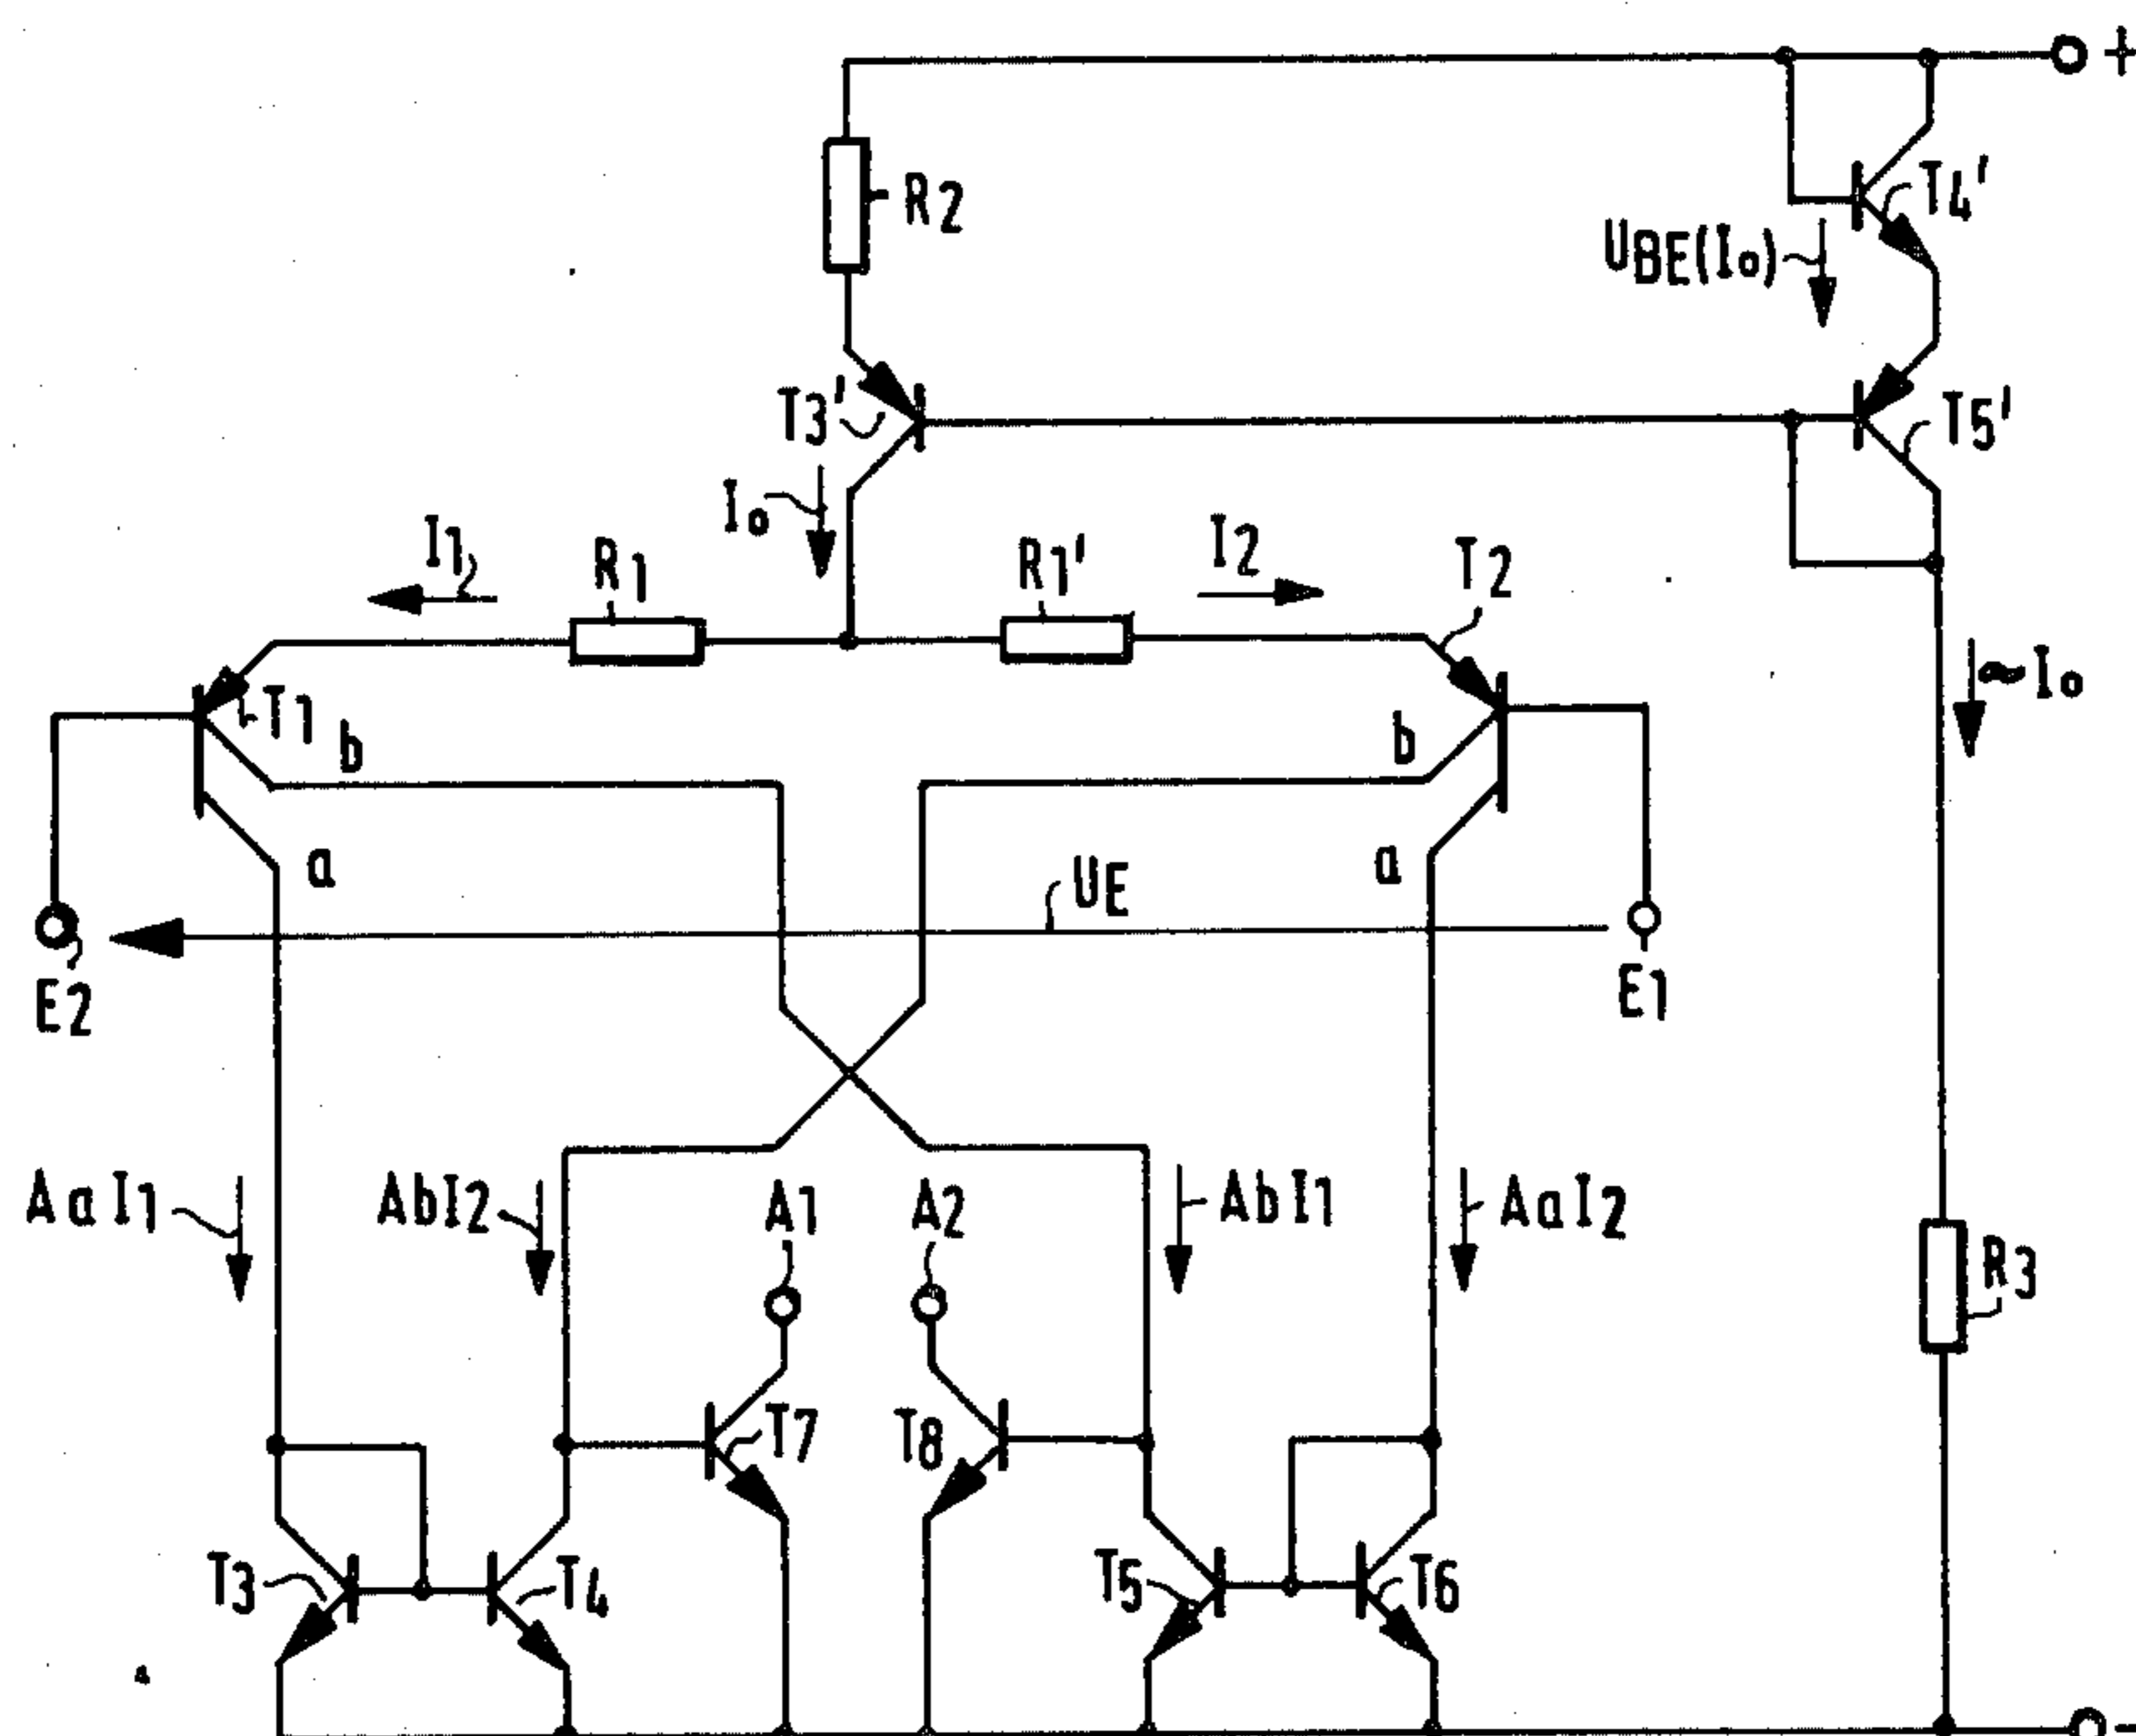 +
R2
T4'
UBE(Io)
T3'
T5'
Io
I1
R1
R1'
I2
T2
≈Io
T1
b
b
a
a
UE
E2
E1
AaI1
AbI2
A1
A2
AbI1
AaI2
R3
T7
T8
T3
T4
T5
T6
-